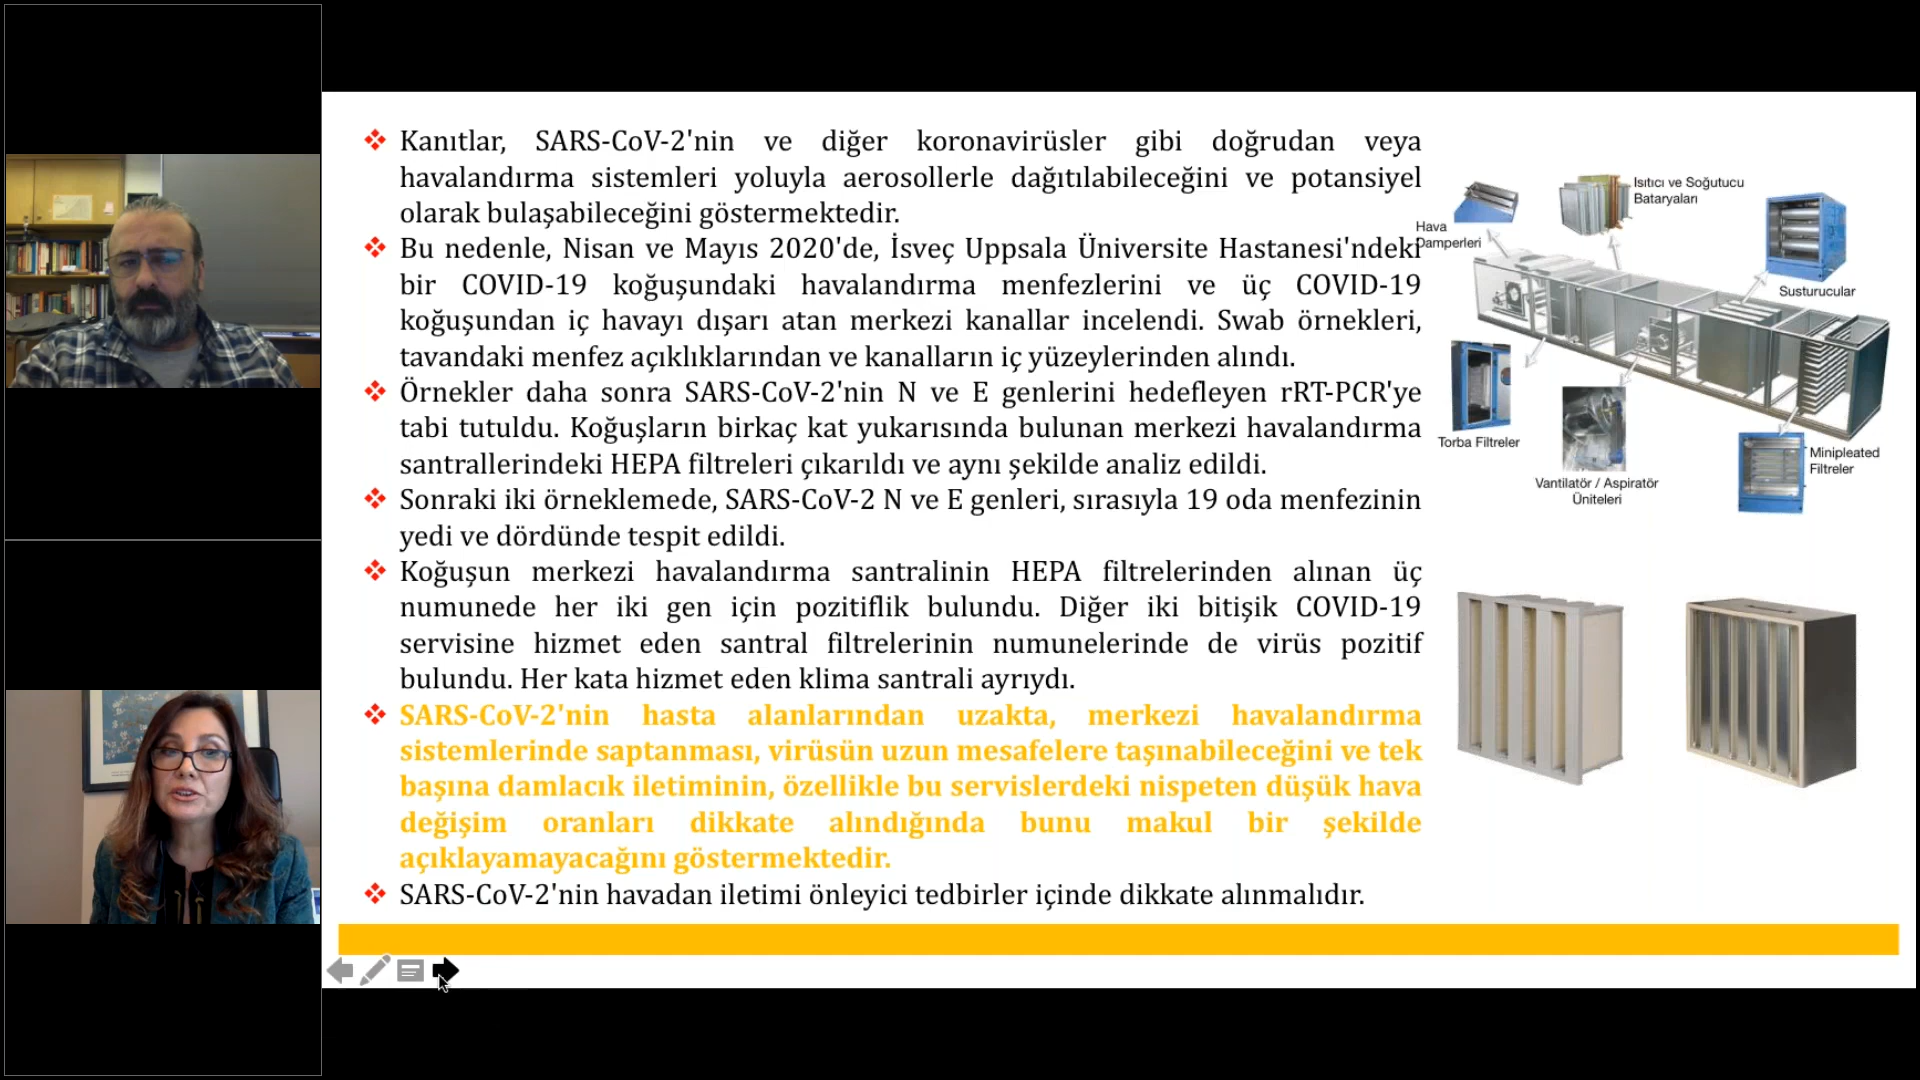 Kanıtlar, SARS-CoV-2'nin ve diğer koronavirüsler gibi doğrudan veya
havalandırma sistemleri yoluyla aerosollerle dağıtılabileceğini ve potansiyel
olarak bulaşabileceğini göstermektedir.
Bu nedenle, Nisan ve Mayıs 2020'de, İsveç Uppsala Üniversite Hastanesi'ndeki
bir COVID-19 koğuşundaki havalandırma menfezlerini ve üç COVID-19
koğuşundan iç havayı dışarı atan merkezi kanallar incelendi. Swab örnekleri,
tavandaki menfez açıklıklarından ve kanalların iç yüzeylerinden alındı.
Örnekler daha sonra SARS-CoV-2'nin N ve E genlerini hedefleyen rRT-PCR'ye
tabi tutuldu. Koğuşların birkaç kat yukarısında bulunan merkezi havalandırma
santrallerindeki HEPA filtreleri çıkarıldı ve aynı şekilde analiz edildi.
Sonraki iki örneklemede, SARS-CoV-2 N ve E genleri, sırasıyla 19 oda menfezinin
yedi ve dördünde tespit edildi.
Koğuşun merkezi havalandırma santralinin HEPA filtrelerinden alınan üç
numunede her iki gen için pozitiflik bulundu. Diğer iki bitişik COVID-19
servisine hizmet eden santral filtrelerinin numunelerinde de virüs pozitif
bulundu. Her kata hizmet eden klima santrali ayrıydı.
SARS-CoV-2'nin hasta alanlarından uzakta, merkezi havalandırma
sistemlerinde saptanması, virüsün uzun mesafelere taşınabileceğini ve tek
başına damlacık iletiminin, özellikle bu servislerdeki nispeten düşük hava
değişim oranları dikkate alındığında bunu makul bir şekilde
açıklayamayacağını göstermektedir.
SARS-CoV-2'nin havadan iletimi önleyici tedbirler içinde dikkate alınmalıdır.
Hava
Damperleri
Isıtıcı ve Soğutucu
Bataryaları
Susturucular
Torba Filtreler
Vantilatör / Aspiratör
Üniteleri
Minipleated
Filtreler